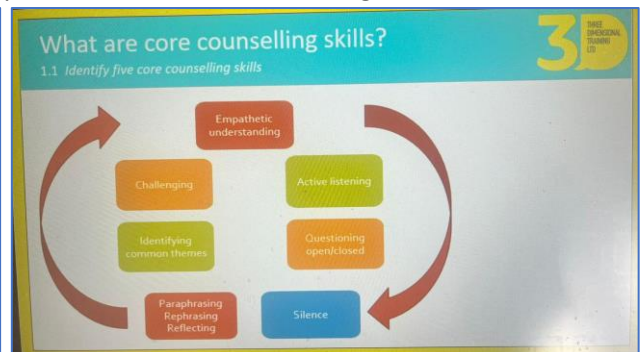 What are core counselling skills?
1.1 Identify five core counselling skills
3D
THREE
DIMENSIONAL
TRAINING
LTD
Empathetic
understanding
Challenging
Active listening
Identifying
common themes
Questioning
open/closed
Paraphrasing
Rephrasing
Reflecting
Silence